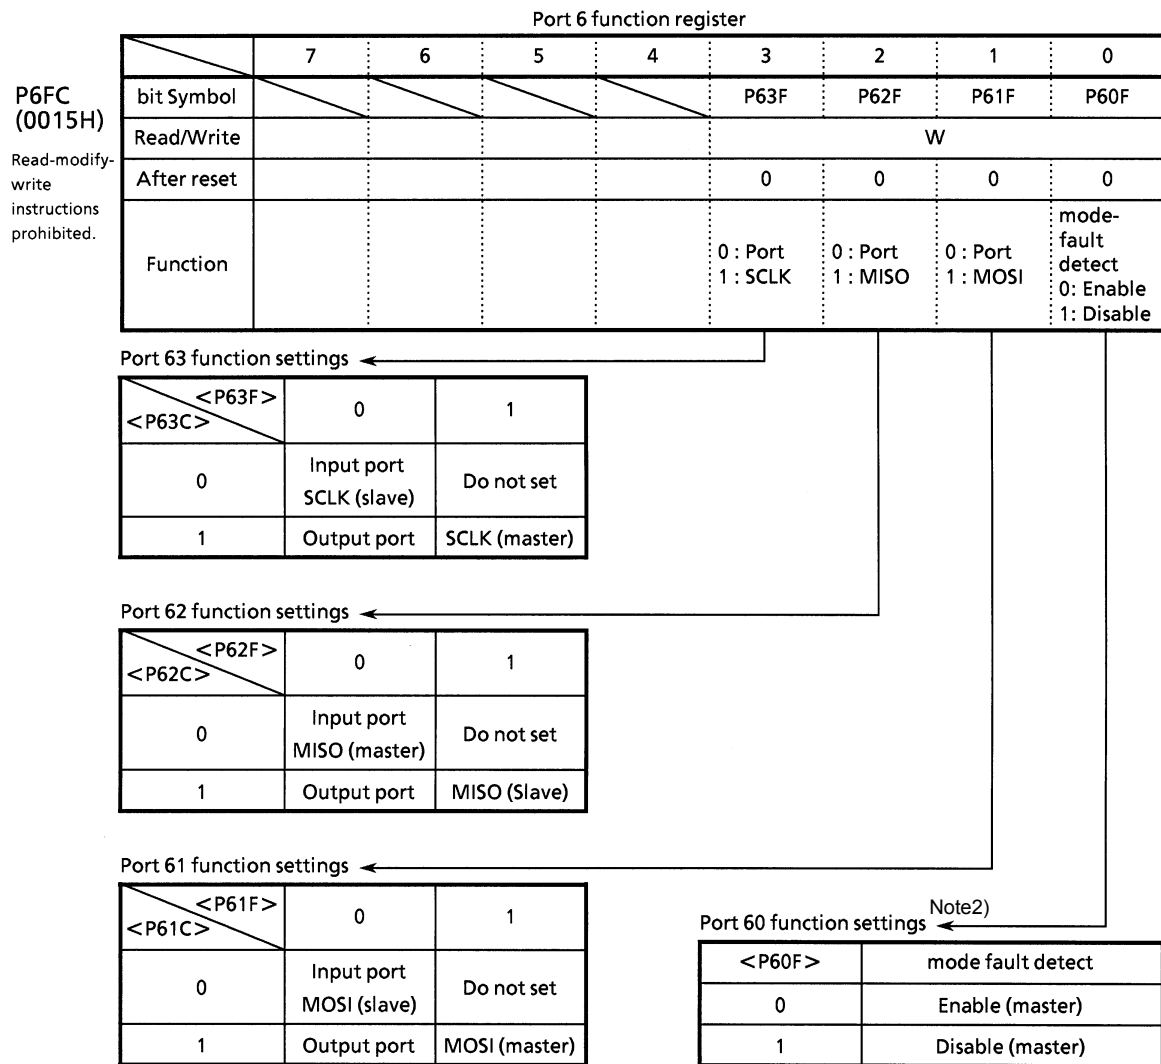 Port 6 function register
7 6 5 4 3 2 1 0
P6FC
(0015H)
Read-modify-
write
instructions
prohibited.
bit Symbol P63F P62F P61F P60F
Read/Write W
After reset 0 0 0 0
Function
0 : Port
1 : SCLK
0 : Port
1 : MISO
0 : Port
1 : MOSI
mode-
fault
detect
0: Enable
1: Disable
Port 63 function settings
<P63F>
<P63C>
0 1
0
Input port
SCLK (slave)
Do not set
1 Output port SCLK (master)
Port 62 function settings
<P62F>
<P62C>
0 1
0
Input port
MISO (master)
Do not set
1 Output port MISO (Slave)
Port 61 function settings
<P61F>
<P61C>
0 1
0
Input port
MOSI (slave)
Do not set
1 Output port MOSI (master)
Port 60 function settings Note2)
<P60F> mode fault detect
0 Enable (master)
1 Disable (master)